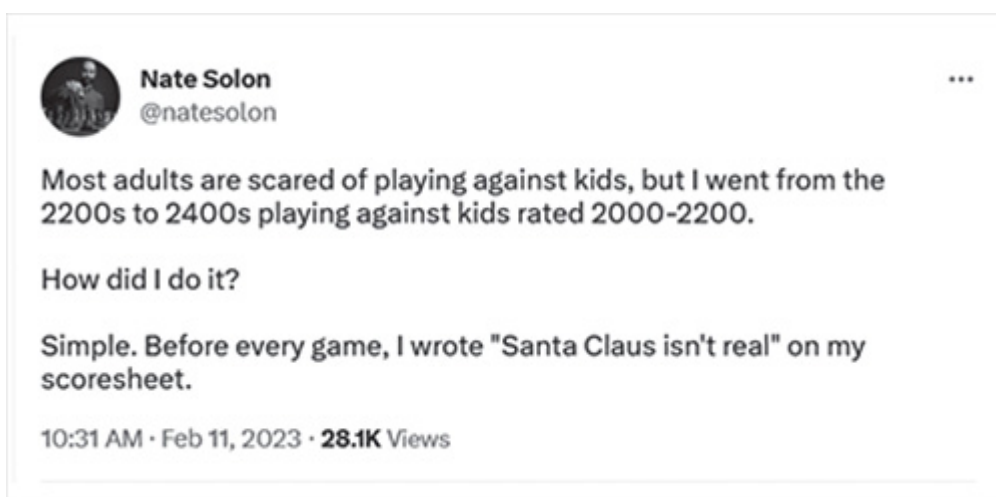 Nate Solon
@natesolon
Most adults are scared of playing against kids, but I went from the
2200s to 2400s playing against kids rated 2000-2200.
How did I do it?
Simple. Before every game, I wrote "Santa Claus isn't real" on my
scoresheet.
10:31 AM · Feb 11, 2023 · 28.1K Views